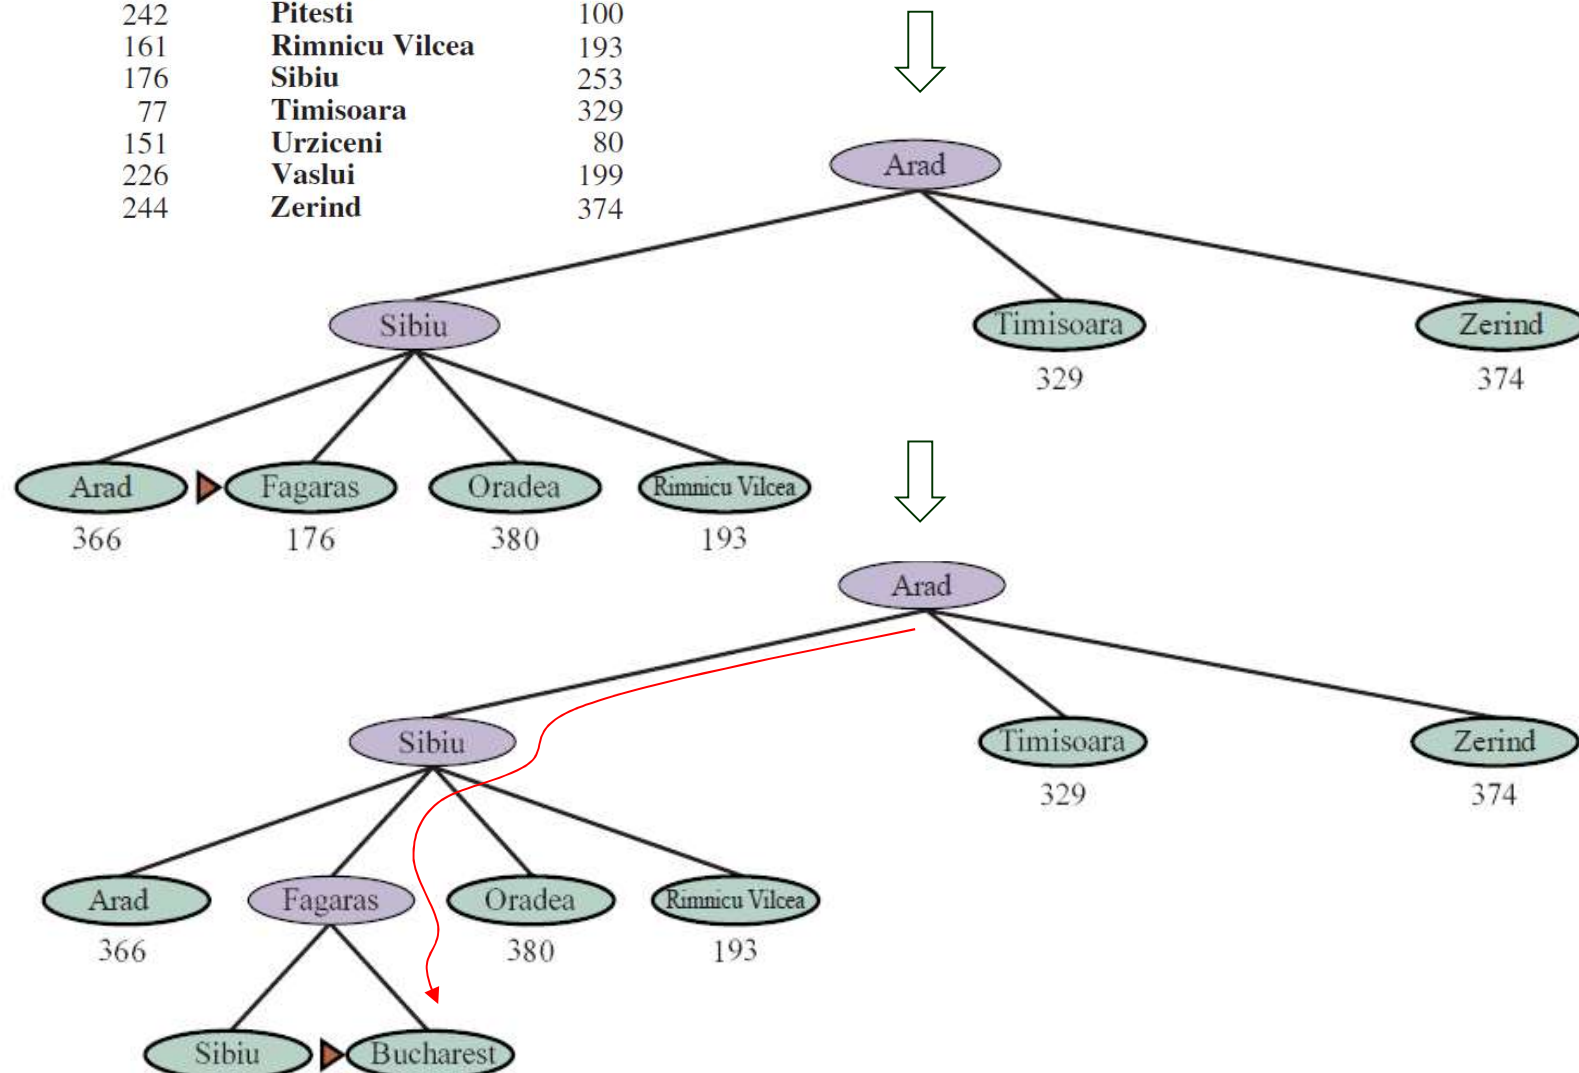 242 Pitesti 100
161 Rimnicu Vilcea 193
176 Sibiu 253
77 Timisoara 329
151 Urziceni 80
226 Vaslui 199
244 Zerind 374
Arad
Sibiu Timisoara Zerind
329 374
Arad Fagaras Oradea Rimnicu Vilcea
366 176 380 193
Arad
Sibiu Timisoara Zerind
329 374
Arad Fagaras Oradea Rimnicu Vilcea
366 380 193
Sibiu Bucharest